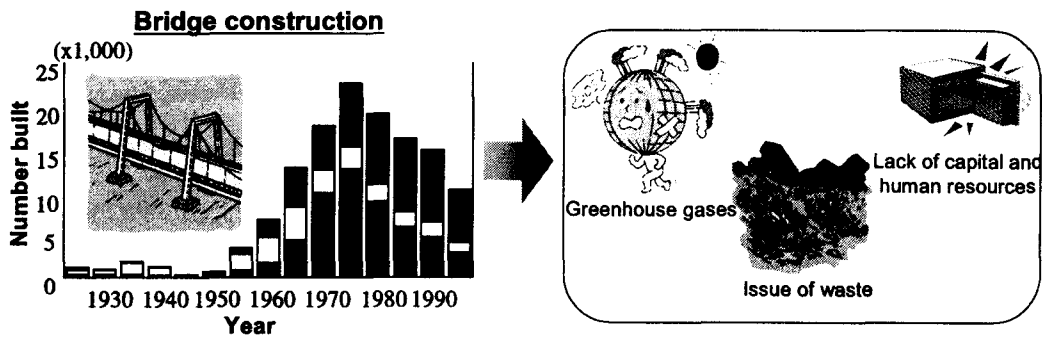 Bridge construction
(x1,000)
25
20
15
10
5
0
Number built
1930 1940 1950 1960 1970 1980 1990
Year
Greenhouse gases
Issue of waste
Lack of capital and
human resources